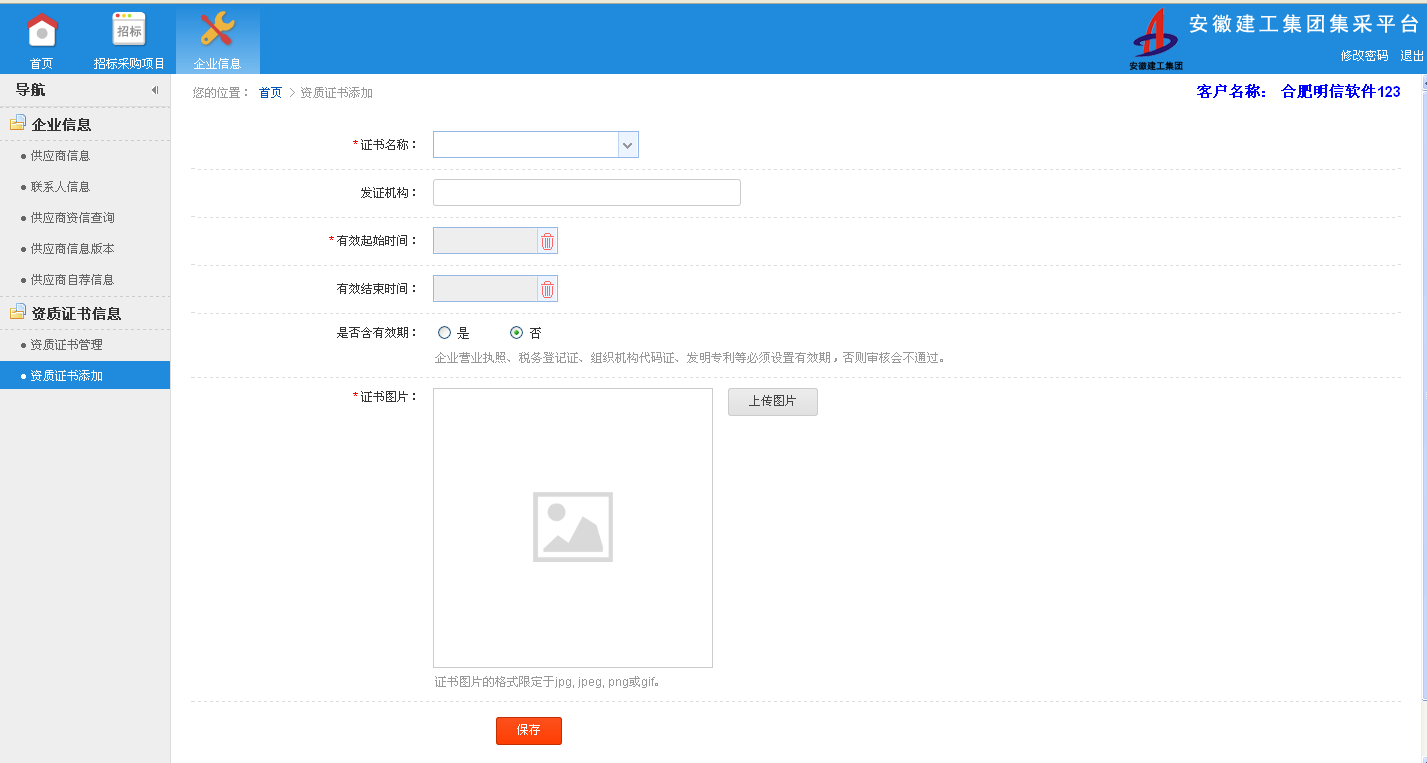 首页
招标
招标采购项目
企业信息
安徽建工集团
安徽建工集团集采平台
修改密码 退出
导航
您的位置： 首页 > 资质证书添加
客户名称： 合肥明信软件123
企业信息
供应商信息
联系人信息
供应商资信查询
供应商信息版本
供应商自荐信息
资质证书信息
资质证书管理
资质证书添加
*证书名称：
发证机构：
*有效起始时间：
有效结束时间：
是否含有效期： 是 否
企业营业执照、税务登记证、组织机构代码证、发明专利等必须设置有效期，否则审核会不通过。
*证书图片：
上传图片
证书图片的格式限定于jpg, jpeg, png或gif。
保存